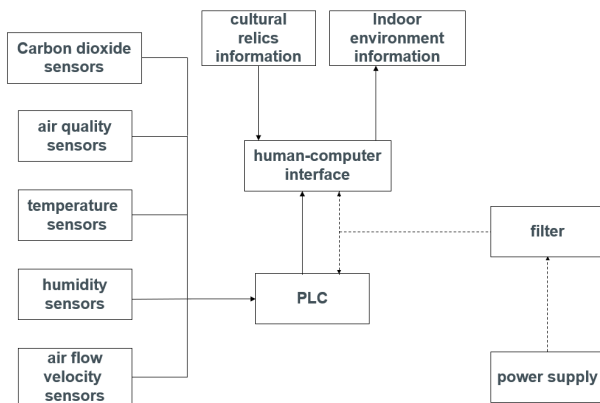 Carbon dioxide
sensors
cultural
relics
information
Indoor
environment
information
air quality
sensors
human-computer
interface
temperature
sensors
filter
humidity
sensors
PLC
air flow
velocity
sensors
power supply